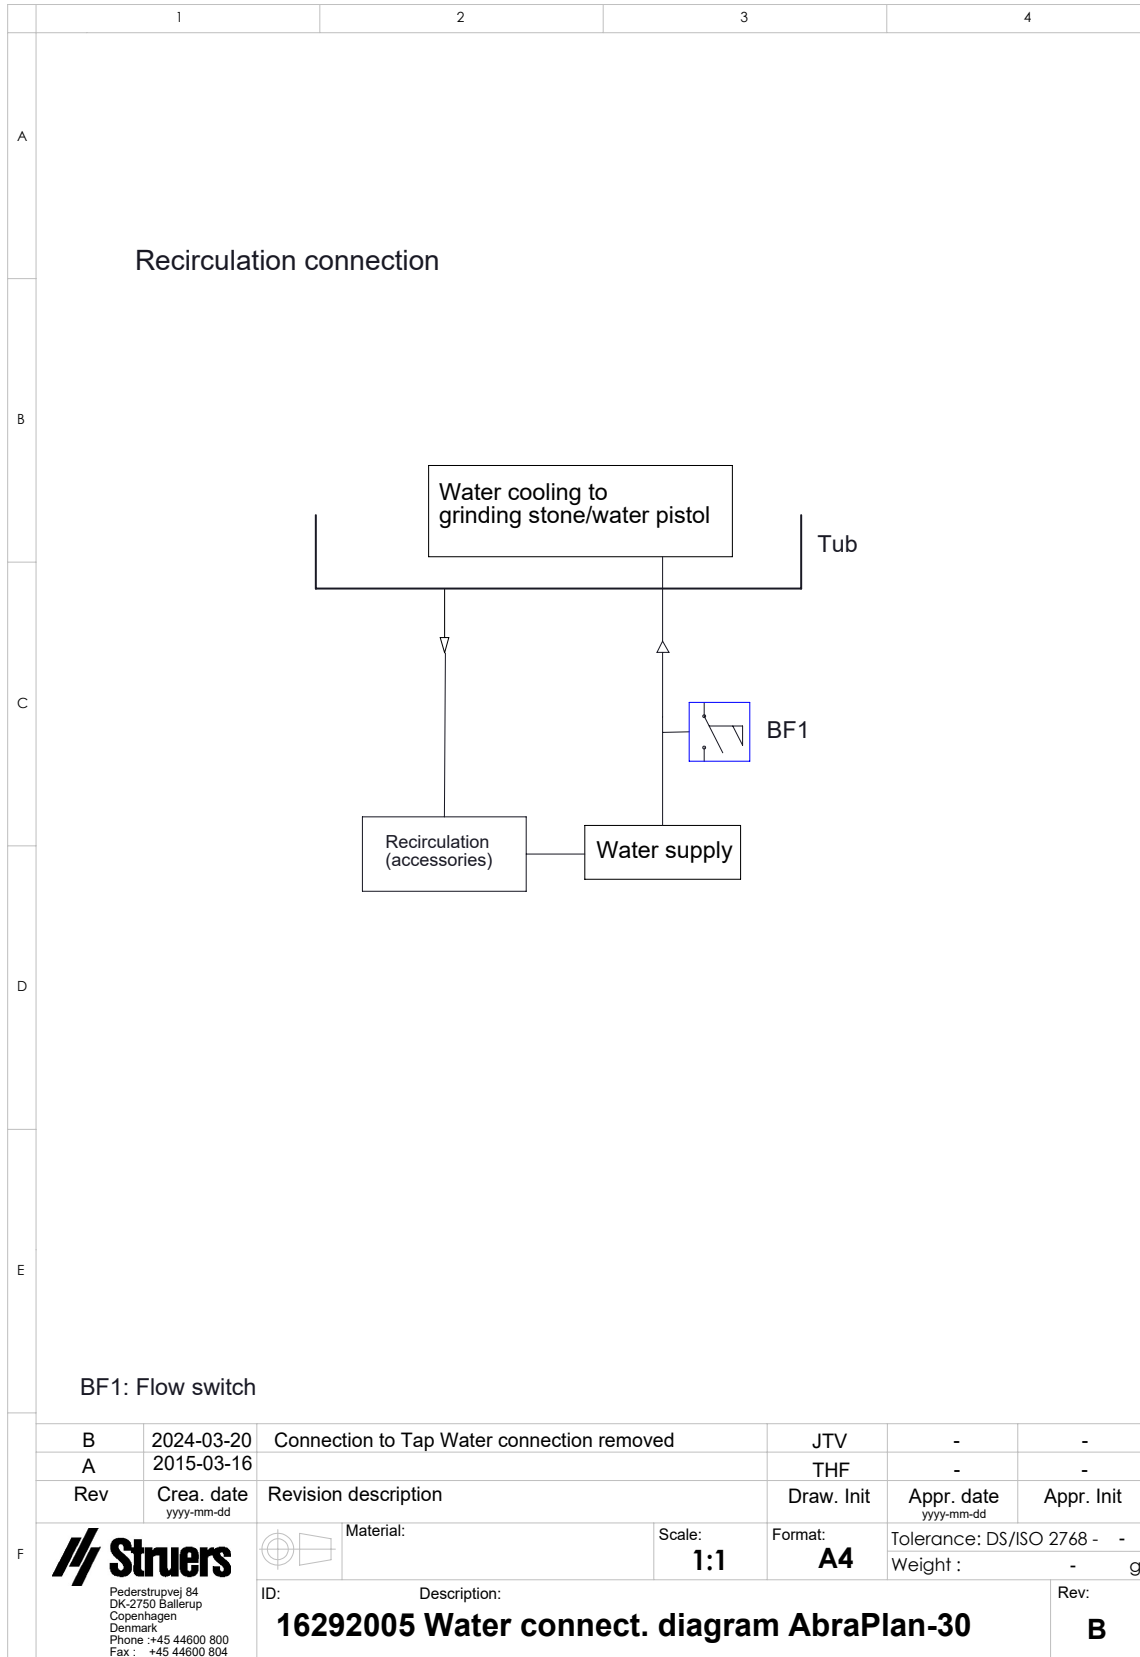 1 2 3 4
A
Recirculation connection
B
Water cooling to
grinding stone/water pistol
Tub
C
BF1
Recirculation
(accessories)
Water supply
D
E
BF1: Flow switch
B 2024-03-20 Connection to Tap Water connection removed JTV - -
A 2015-03-16 THF - -
Rev Crea. date Revision description Draw. Init Appr. date Appr. Init
yyyy-mm-dd yyyy-mm-dd
F
Struers
Pederstrupvej 84
DK-2750 Ballerup
Copenhagen
Denmark
Phone :+45 44600 800
Fax : +45 44600 804
Material:
Scale:
1:1
Format:
A4
Tolerance: DS/ISO 2768 - -
Weight : - g
ID: Description:
16292005 Water connect. diagram AbraPlan-30
Rev:
B